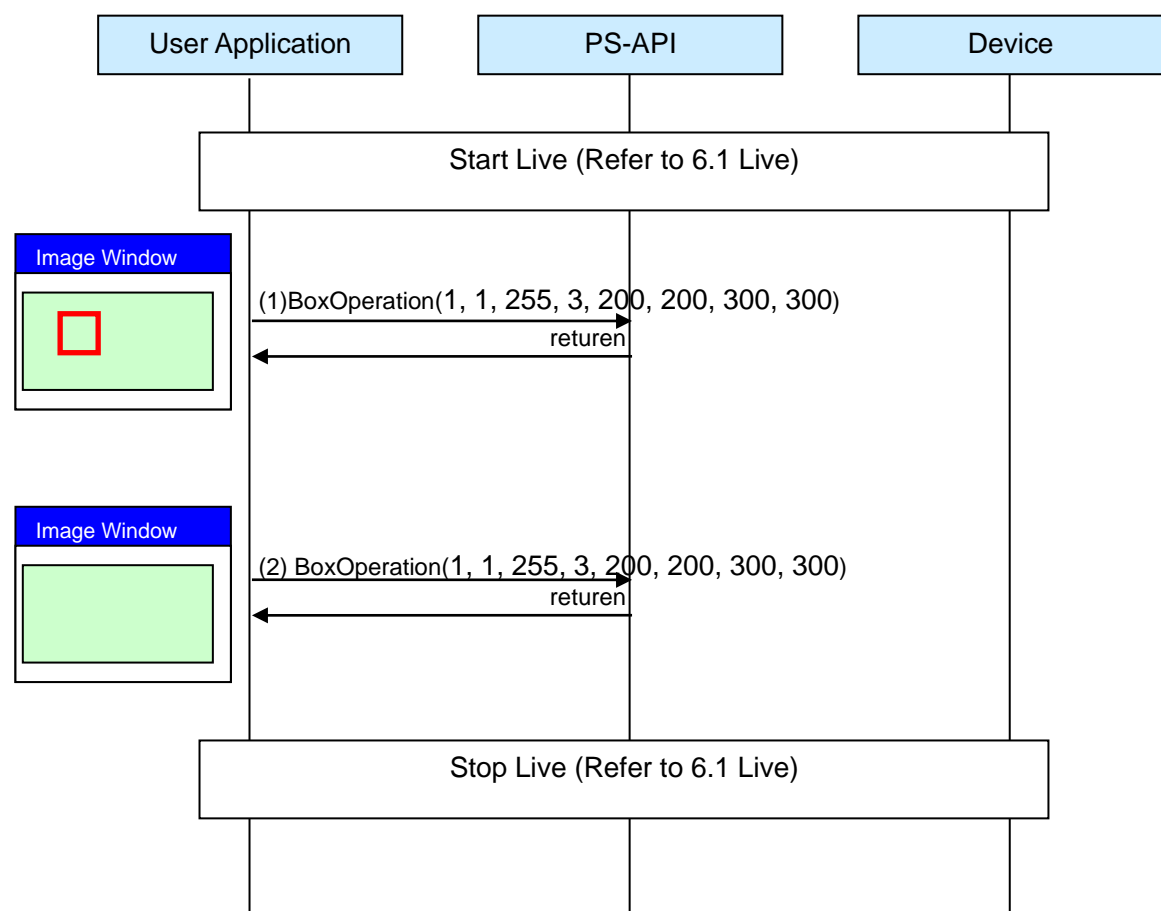 User Application
PS-API
Device
Start Live (Refer to 6.1 Live)
Image Window
(1)BoxOperation(1, 1, 255, 3, 200, 200, 300, 300)
returen
Image Window
(2) BoxOperation(1, 1, 255, 3, 200, 200, 300, 300)
returen
Stop Live (Refer to 6.1 Live)